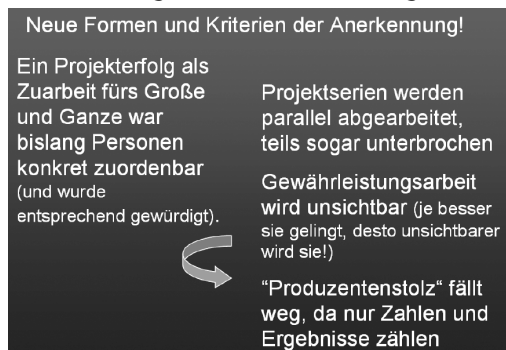 Neue Formen und Kriterien der Anerkennung!
Ein Projekterfolg als
Zuarbeit fürs Große
und Ganze war
bislang Personen
konkret zuordenbar
(und wurde
entsprechend gewürdigt).
Projektserien werden
parallel abgearbeitet,
teils sogar unterbrochen
Gewährleistungsarbeit
wird unsichtbar (je besser
sie gelingt, desto unsichtbarer
wird sie!)
"Produzentenstolz“ fällt
weg, da nur Zahlen und
Ergebnisse zählen